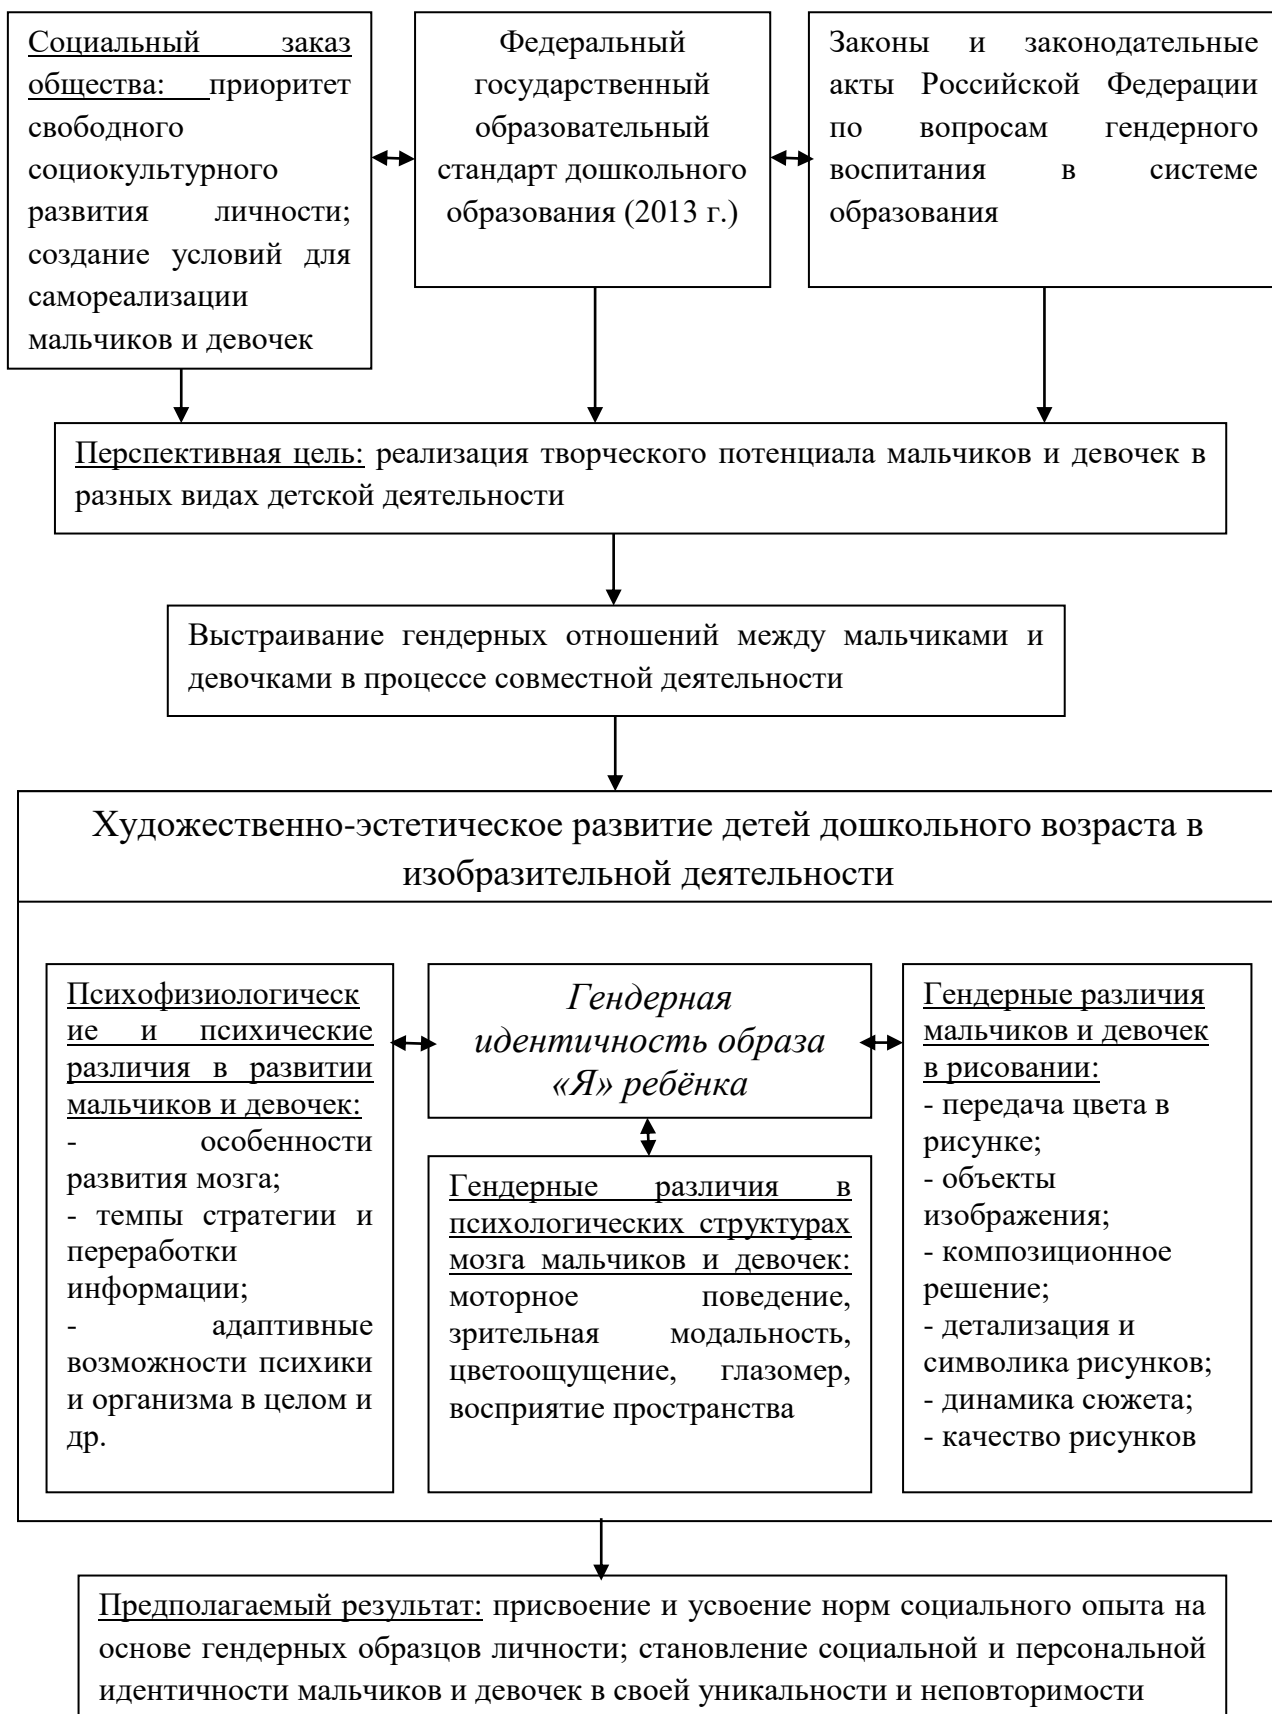 Социальный заказ
общества: приоритет
свободного
социокультурного
развития личности;
создание условий для
самореализации
мальчиков и девочек
Федеральный
государственный
образовательный
стандарт дошкольного
образования (2013 г.)
Законы и законодательные
акты Российской Федерации
по вопросам гендерного
воспитания в системе
образования
Перспективная цель: реализация творческого потенциала мальчиков и девочек в
разных видах детской деятельности
Выстраивание гендерных отношений между мальчиками и
девочками в процессе совместной деятельности
Художественно-эстетическое развитие детей дошкольного возраста в
изобразительной деятельности
Психофизиологическ
ие и психические
различия в развитии
мальчиков и девочек:
- особенности
развития мозга;
- темпы стратегии и
переработки
информации;
- адаптивные
возможности психики
и организма в целом и
др.
Гендерная
идентичность образа
«Я» ребёнка
Гендерные различия в
психологических структурах
мозга мальчиков и девочек:
моторное поведение,
зрительная модальность,
цветоощущение, глазомер,
восприятие пространства
Гендерные различия
мальчиков и девочек
в рисовании:
- передача цвета в
рисунке;
- объекты
изображения;
- композиционное
решение;
- детализация и
символика рисунков;
- динамика сюжета;
- качество рисунков
Предполагаемый результат: присвоение и усвоение норм социального опыта на
основе гендерных образцов личности; становление социальной и персональной
идентичности мальчиков и девочек в своей уникальности и неповторимости